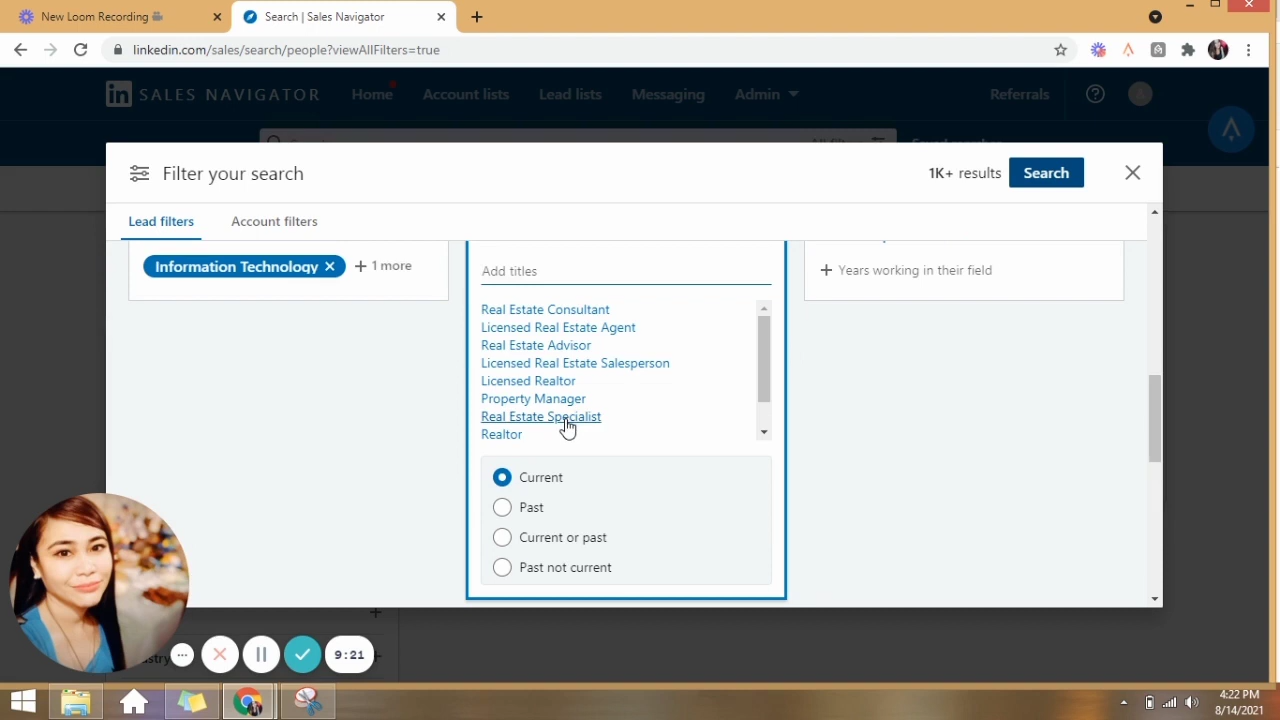 New Loom Recording
Search | Sales Navigator
linkedin.com/sales/search/people?viewAllFilters=true
in SALES NAVIGATOR Home Account lists Lead lists Messaging Admin Referrals
Filter your search
1K+ results Search
Lead filters Account filters
Information Technology × + 1 more
Add titles
+ Years working in their field
Real Estate Consultant
Licensed Real Estate Agent
Real Estate Advisor
Licensed Real Estate Salesperson
Licensed Realtor
Property Manager
Real Estate Specialist
Realtor
Current
Past
Current or past
Past not current
9:21
4:22 PM
8/14/2021